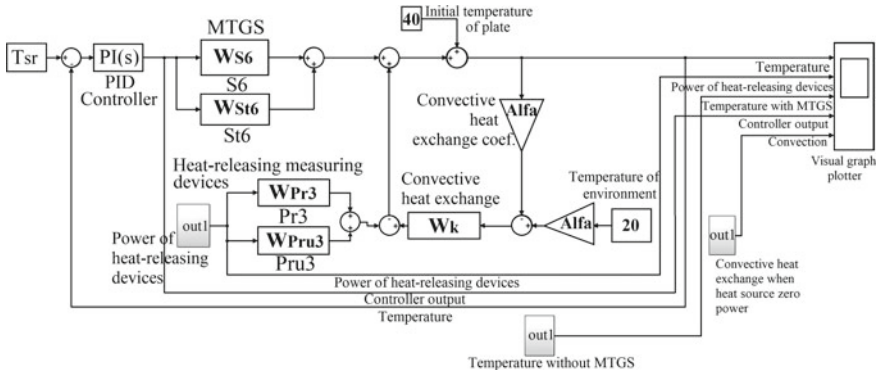 Tsr
PI(s)
PID
Controller
MTGS
WS6
S6
WSt6
St6
40
Initial temperature
of plate
Convective
heat
exchange coef.
Alfa
Temperature
Power of heat-releasing devices
Temperature with MTGS
Controller output
Convection
Visual graph
plotter
Heat-releasing measuring
devices
WPr3
Pr3
WPru3
Pru3
out1
Power of
heat-releasing
devices
Convective
heat exchange
Wk
Temperature of
environment
Alfa
20
out1
Convective heat
exchange when
heat source zero
power
Power of heat-releasing devices
Controller output
Temperature
out1
Temperature without MTGS